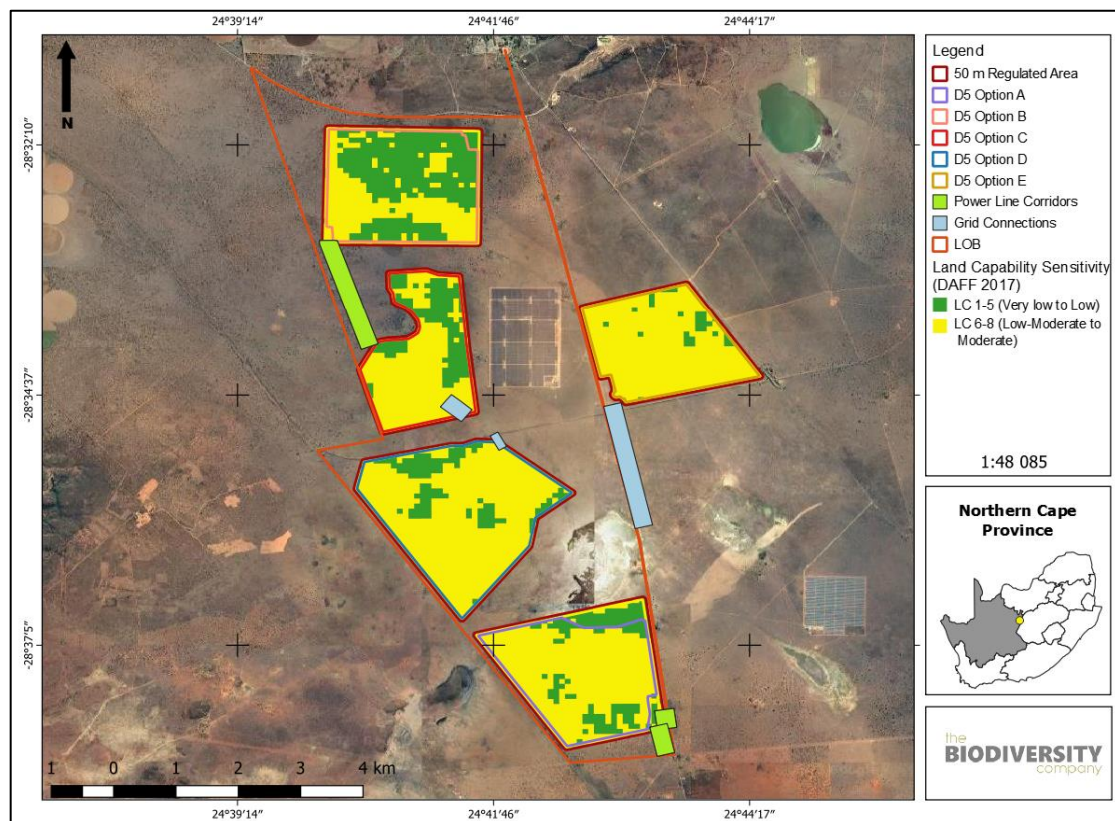 24°39′14″ 24°41′46″ 24°44′17″
-28°32′10″
-28°34′37″
-28°37′5″
N
1 0 1 2 3 4 km
24°39′14″ 24°41′46″ 24°44′17″
Legend
50 m Regulated Area
D5 Option A
D5 Option B
D5 Option C
D5 Option D
D5 Option E
Power Line Corridors
Grid Connections
LOB
Land Capability Sensitivity
(DAFF 2017)
LC 1-5 (Very low to Low)
LC 6-8 (Low-Moderate to
Moderate)
1:48 085
Northern Cape
Province
the
BIODIVERSITY
company